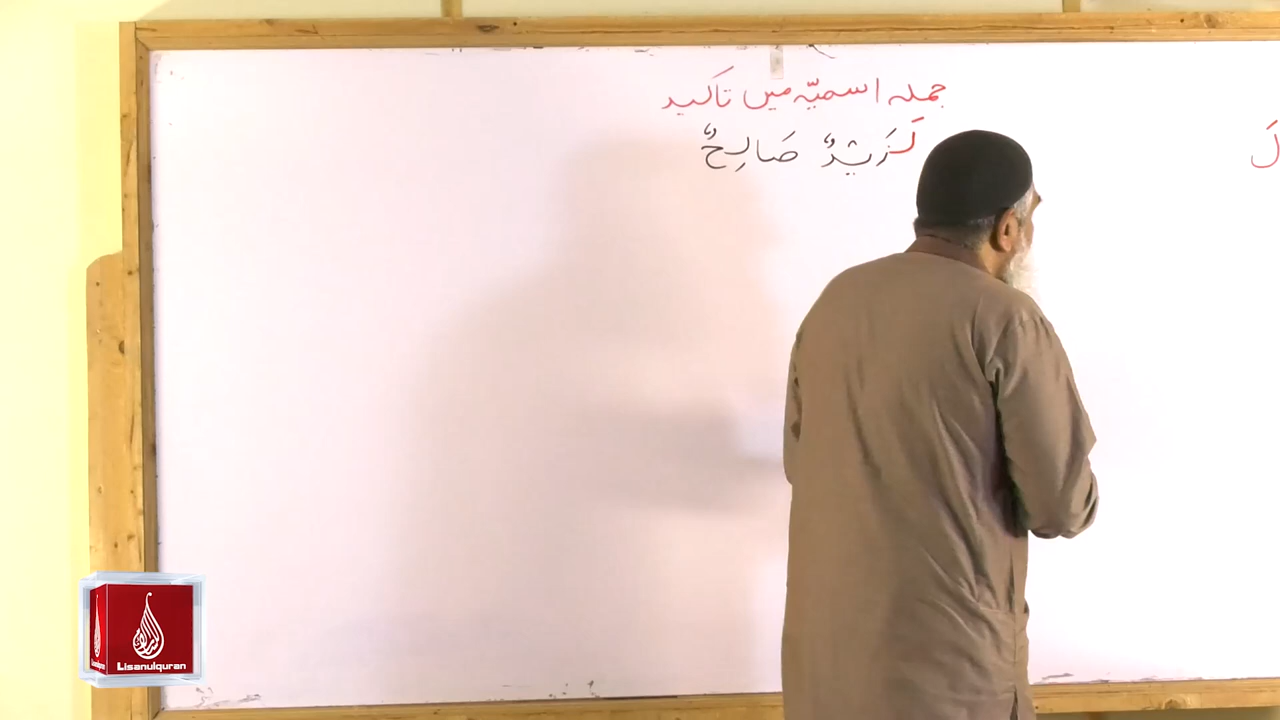 جملہ اسمیّہ میں تاکید
لَزَیْدٌ صَالِحٌ
لَ
Lisanulquran